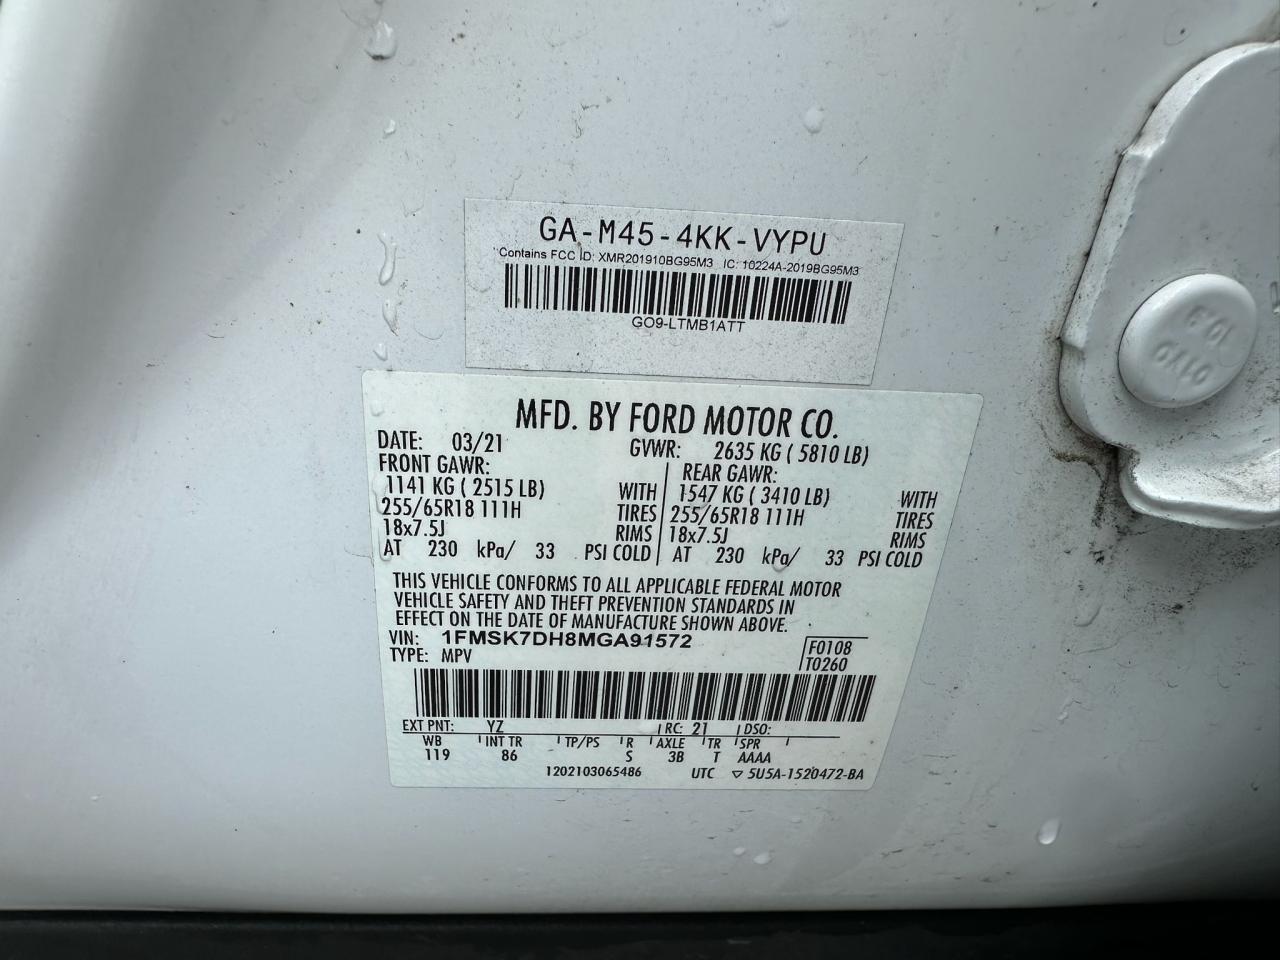 GA-M45-4KK-VYPU
Contains FCC ID: XMR201910BG95M3 IC: 10224A-2019BG95M3
GO9-LTMB1ATT
10.9
OTYO
MFD. BY FORD MOTOR CO.
DATE: 03/21 GVWR: 2635 KG ( 5810 LB)
FRONT GAWR: REAR GAWR:
1141 KG ( 2515 LB) WITH 1547 KG ( 3410 LB) WITH
255/65R18 111H TIRES 255/65R18 111H TIRES
18x7.5J RIMS 18x7.5J RIMS
AT 230 kPa/ 33 PSI COLD AT 230 kPa/ 33 PSI COLD
THIS VEHICLE CONFORMS TO ALL APPLICABLE FEDERAL MOTOR
VEHICLE SAFETY AND THEFT PREVENTION STANDARDS IN
EFFECT ON THE DATE OF MANUFACTURE SHOWN ABOVE.
VIN: 1FMSK7DH8MGA91572 F0108
TYPE: MPV T0260
EXT PNT: YZ RC: 21 DSO:
WB INT TR TP/PS R AXLE TR SPR
119 86 S 3B T AAAA
1202103065486 UTC ▽ 5U5A-1520472-BA